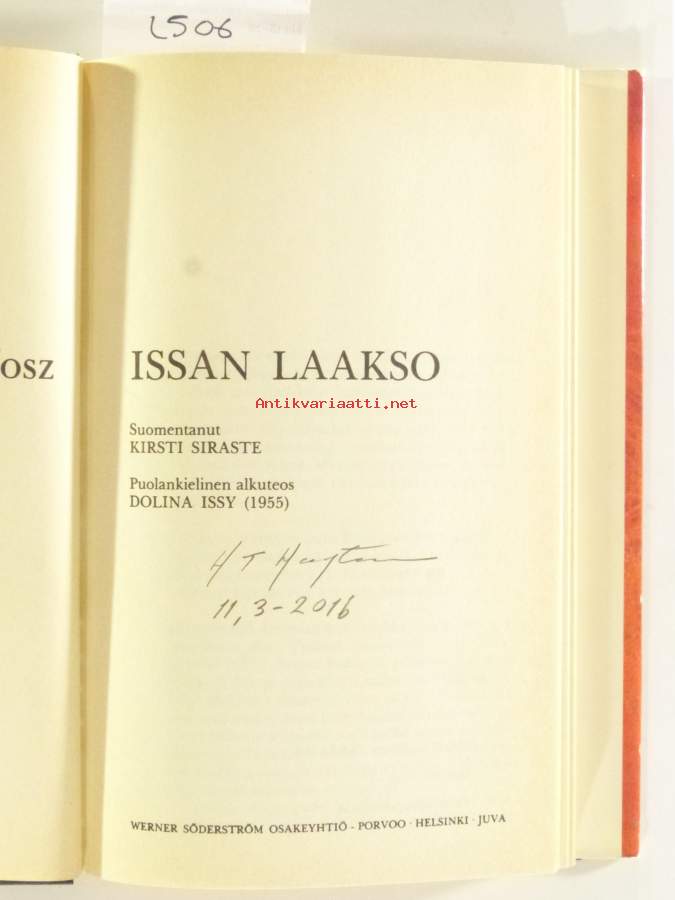 L506
osz
ISSAN LAAKSO
Antikvariaatti.net
Suomentanut
KIRSTI SIRASTE
Puolankielinen alkuteos
DOLINA ISSY (1955)
H T
11,3-2016
WERNER SÖDERSTRÖM OSAKEYHTIÖ - PORVOO · HELSINKI · JUVA